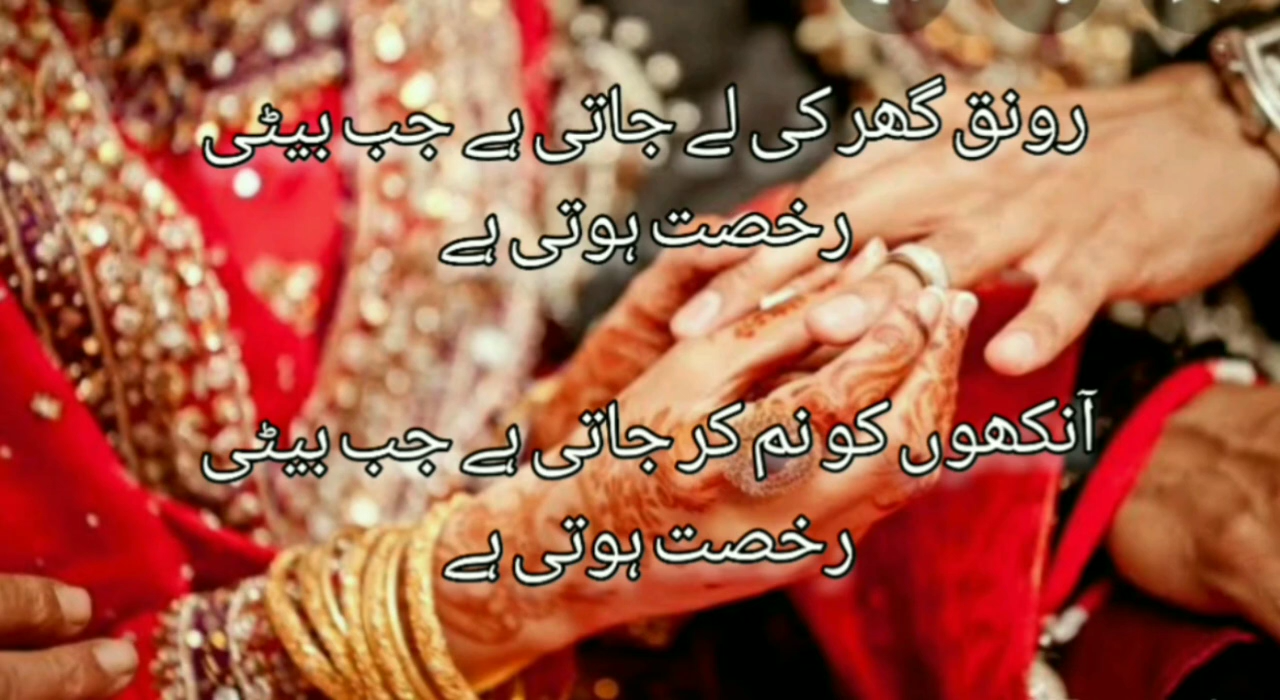 رونق گھر کی لے جاتی ہے جب بیٹی
رخصت ہوتی ہے
آنکھوں کو نم کر جاتی ہے جب بیٹی
رخصت ہوتی ہے